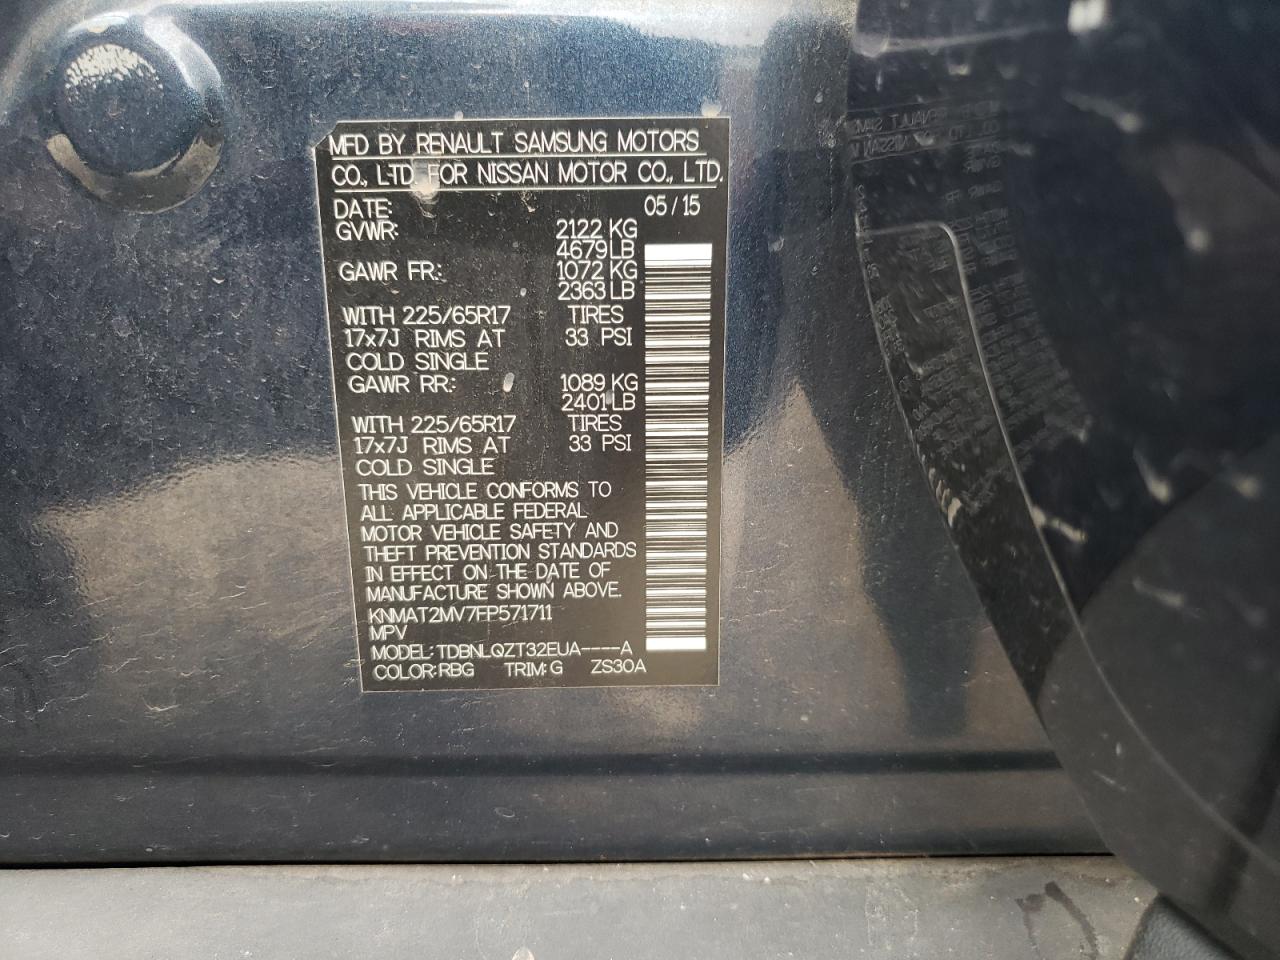 MFD BY RENAULT SAMSUNG MOTORS
CO., LTD. FOR NISSAN MOTOR CO., LTD.
DATE: 05/15
GVWR: 2122 KG
4679 LB
GAWR FR.: 1072 KG
2363 LB
WITH 225/65R17 TIRES
17x7J RIMS AT 33 PSI
COLD SINGLE
GAWR RR.: 1089 KG
2401 LB
WITH 225/65R17 TIRES
17x7J RIMS AT 33 PSI
COLD SINGLE
THIS VEHICLE CONFORMS TO
ALL APPLICABLE FEDERAL
MOTOR VEHICLE SAFETY AND
THEFT PREVENTION STANDARDS
IN EFFECT ON THE DATE OF
MANUFACTURE SHOWN ABOVE.
KNMAT2MV7FP571711
MPV
MODEL: TDBNLQZT32EUA----A
COLOR: RBG TRIM: G ZS30A